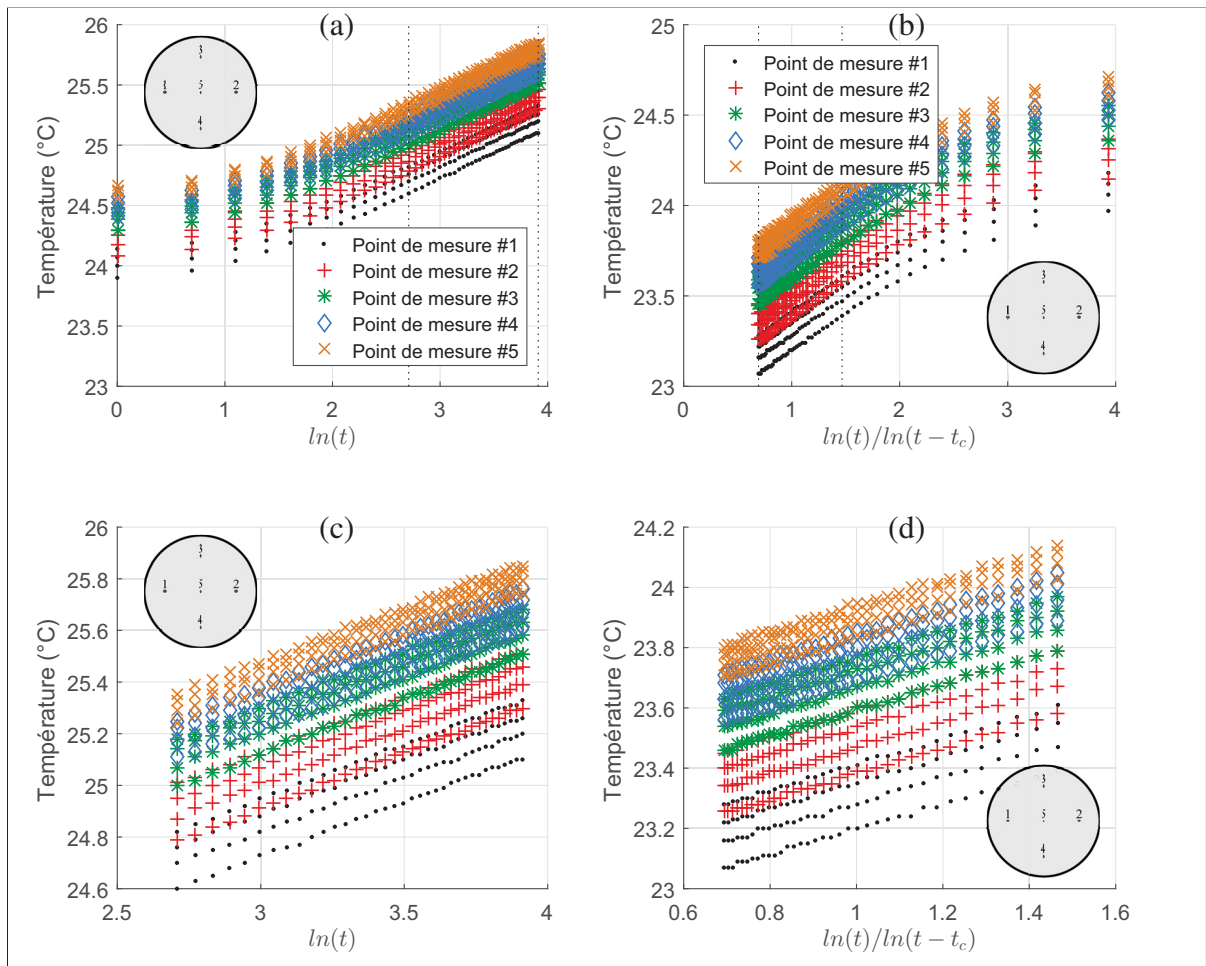 (a)
Température (°C)
26
25.5
25
24.5
24
23.5
23
0
1
2
3
4
ln(t)
3
1 5 2
4
Point de mesure #1
Point de mesure #2
Point de mesure #3
Point de mesure #4
Point de mesure #5
(b)
Température (°C)
25
24.5
24
23.5
23
0
1
2
3
4
ln(t)/ln(t − t_c)
Point de mesure #1
Point de mesure #2
Point de mesure #3
Point de mesure #4
Point de mesure #5
3
1 5 2
4
(c)
Température (°C)
26
25.8
25.6
25.4
25.2
25
24.8
24.6
2.5
3
3.5
4
ln(t)
3
1 5 2
4
(d)
Température (°C)
24.2
24
23.8
23.6
23.4
23.2
23
0.6
0.8
1
1.2
1.4
1.6
ln(t)/ln(t − t_c)
3
1 5 2
4